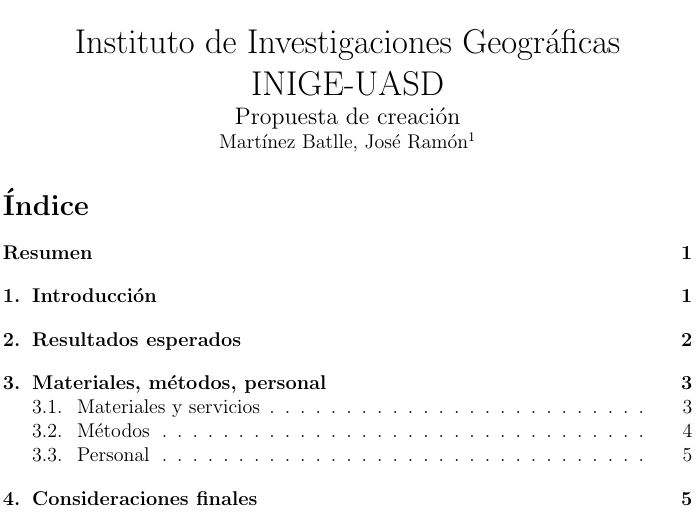 Instituto de Investigaciones Geográficas
INIGE-UASD
Propuesta de creación
Martínez Batlle, José Ramón¹
Índice
Resumen 1
1. Introducción 1
2. Resultados esperados 2
3. Materiales, métodos, personal 3
3.1. Materiales y servicios . . . . . . . . . . . . . . . . . . . . . . . . . 3
3.2. Métodos . . . . . . . . . . . . . . . . . . . . . . . . . . . . . . . . 4
3.3. Personal . . . . . . . . . . . . . . . . . . . . . . . . . . . . . . . . 5
4. Consideraciones finales 5